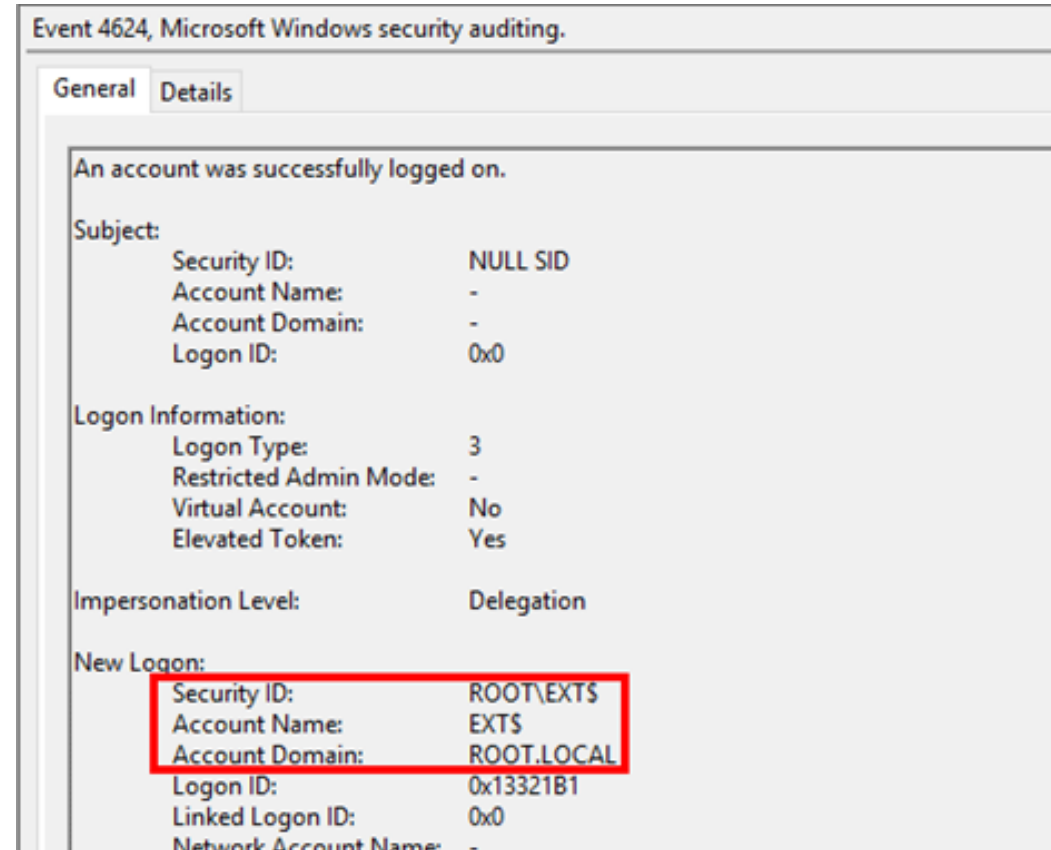 Event 4624, Microsoft Windows security auditing.
General Details
An account was successfully logged on.
Subject:
Security ID: NULL SID
Account Name: -
Account Domain: -
Logon ID: 0x0
Logon Information:
Logon Type: 3
Restricted Admin Mode: -
Virtual Account: No
Elevated Token: Yes
Impersonation Level: Delegation
New Logon:
Security ID: ROOT\EXT$
Account Name: EXT$
Account Domain: ROOT.LOCAL
Logon ID: 0x13321B1
Linked Logon ID: 0x0
Network Account Name: -